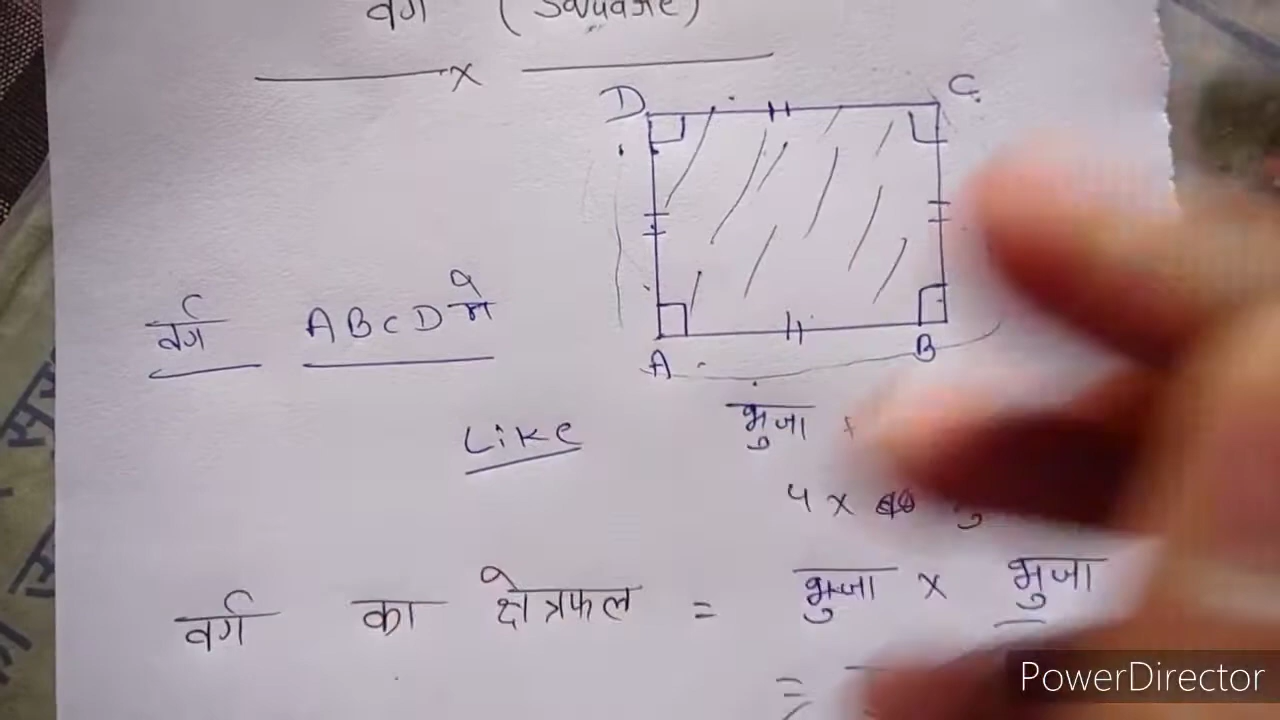 वर्ग (Square)
x
D C
वर्ग ABCD में
A B
Like
भुजा x
4 x
वर्ग का क्षेत्रफल = भुजा x भुजा
=
PowerDirector